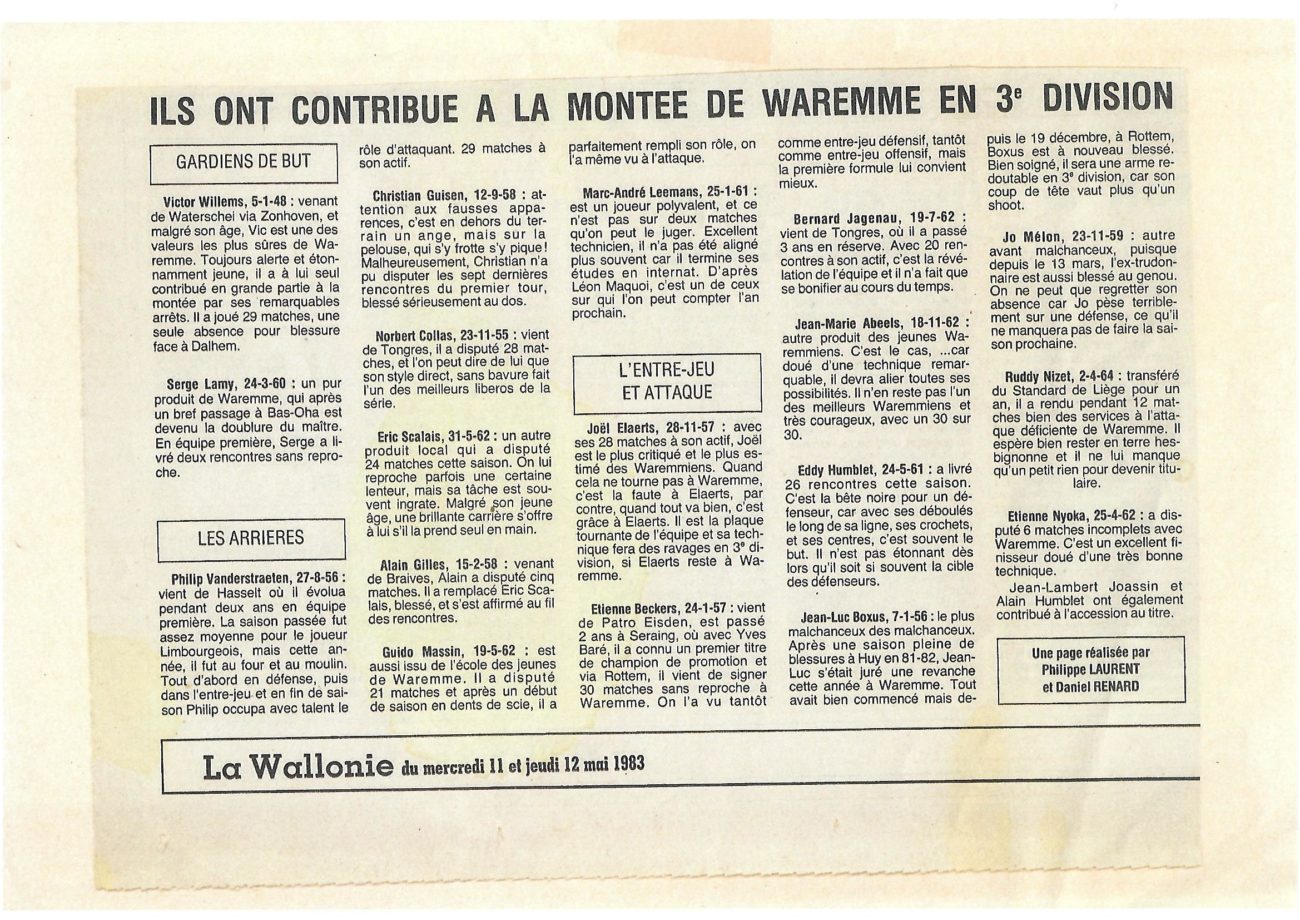 ILS ONT CONTRIBUE A LA MONTEE DE WAREMME EN 3e DIVISION
GARDIENS DE BUT
Victor Willems, 5-1-48 : venant
de Waterschei via Zonhoven, et
malgré son âge, Vic est une des
valeurs les plus sûres de Wa-
remme. Toujours alerte et éton-
namment jeune, il a à lui seul
contribué en grande partie à la
montée par ses remarquables
arrêts. Il a joué 29 matches, une
seule absence pour blessure
face à Dalhem.
Serge Lamy, 24-3-60 : un pur
produit de Waremme, qui après
un bref passage à Bas-Oha est
devenu la doublure du maître.
En équipe première, Serge a li-
vré deux rencontres sans repro-
che.
LES ARRIERES
Philip Vanderstraeten, 27-8-56 :
vient de Hasselt où il évolua
pendant deux ans en équipe
première. La saison passée fut
assez moyenne pour le joueur
Limbourgeois, mais cette an-
née, il fut au four et au moulin.
Tout d'abord en défense, puis
dans l'entre-jeu et en fin de sai-
son Philip occupa avec talent le
rôle d'attaquant. 29 matches à
son actif.
Christian Guisen, 12-9-58 : at-
tention aux fausses appa-
rences, c'est en dehors du ter-
rain un ange, mais sur la
pelouse, qui s'y frotte s'y pique!
Malheureusement, Christian n'a
pu disputer les sept dernières
rencontres du premier tour,
blessé sérieusement au dos.
Norbert Collas, 23-11-55 : vient
de Tongres, il a disputé 28 mat-
ches, et l'on peut dire de lui que
son style direct, sans bavure fait
l'un des meilleurs liberos de la
série.
Eric Scalais, 31-5-62 : un autre
produit local qui a disputé
24 matches cette saison. On lui
reproche parfois une certaine
lenteur, mais sa tâche est sou-
vent ingrate. Malgré son jeune
âge, une brillante carrière s'offre
à lui s'il la prend seul en main.
Alain Gilles, 15-2-58 : venant
de Braives, Alain a disputé cinq
matches. Il a remplacé Eric Sca-
lais, blessé, et s'est affirmé au fil
des rencontres.
Guido Massin, 19-5-62 : est
aussi issu de l'école des jeunes
de Waremme. Il a disputé
21 matches et après un début
de saison en dents de scie, il a
parfaitement rempli son rôle, on
l'a même vu à l'attaque.
Marc-André Leemans, 25-1-61 :
est un joueur polyvalent, et ce
n'est pas sur deux matches
qu'on peut le juger. Excellent
technicien, il n'a pas été aligné
plus souvent car il termine ses
études en internat. D'après
Léon Maquoi, c'est un de ceux
sur qui l'on peut compter l'an
prochain.
L'ENTRE-JEU
ET ATTAQUE
Joël Elaerts, 28-11-57 : avec
ses 28 matches à son actif, Joël
est le plus critiqué et le plus es-
timé des Waremmiens. Quand
cela ne tourne pas à Waremme,
c'est la faute à Elaerts, par
contre, quand tout va bien, c'est
grâce à Elaerts. Il est la plaque
tournante de l'équipe et sa tech-
nique fera des ravages en 3e di-
vision, si Elaerts reste à Wa-
remme.
Etienne Beckers, 24-1-57 : vient
de Patro Eisden, est passé
2 ans à Seraing, où avec Yves
Baré, il a connu un premier titre
de champion de promotion et
via Rottem, il vient de signer
30 matches sans reproche à
Waremme. On l'a vu tantôt
comme entre-jeu défensif, tantôt
comme entre-jeu offensif, mais
la première formule lui convient
mieux.
Bernard Jagenau, 19-7-62 :
vient de Tongres, où il a passé
3 ans en réserve. Avec 20 ren-
contres à son actif, c'est la révé-
lation de l'équipe et il n'a fait que
se bonifier au cours du temps.
Jean-Marie Abeels, 18-11-62 :
autre produit des jeunes Wa-
remmiens. C'est le cas, ...car
doué d'une technique remar-
quable, il devra alier toutes ses
possibilités. Il n'en reste pas l'un
des meilleurs Waremmiens et
très courageux, avec un 30 sur
30.
Eddy Humblet, 24-5-61 : a livré
26 rencontres cette saison.
C'est la bête noire pour un dé-
fenseur, car avec ses déboulés
le long de sa ligne, ses crochets,
et ses centres, c'est souvent le
but. Il n'est pas étonnant dès
lors qu'il soit si souvent la cible
des défenseurs.
Jean-Luc Boxus, 7-1-56 : le plus
malchanceux des malchanceux.
Après une saison pleine de
blessures à Huy en 81-82, Jean-
Luc s'était juré une revanche
cette année à Waremme. Tout
avait bien commencé mais de-
puis le 19 décembre, à Rottem,
Boxus est à nouveau blessé.
Bien soigné, il sera une arme re-
doutable en 3e division, car son
coup de tête vaut plus qu'un
shoot.
Jo Mélon, 23-11-59 : autre
avant malchanceux, puisque
depuis le 13 mars, l'ex-trudon-
naire est aussi blessé au genou.
On ne peut que regretter son
absence car Jo pèse terrible-
ment sur une défense, ce qu'il
ne manquera pas de faire la sai-
son prochaine.
Ruddy Nizet, 2-4-64 : transféré
du Standard de Liège pour un
an, il a rendu pendant 12 mat-
ches bien des services à l'atta-
que déficiente de Waremme. Il
espère bien rester en terre hes-
bignonne et il ne lui manque
qu'un petit rien pour devenir titu-
laire.
Etienne Nyoka, 25-4-62 : a dis-
puté 6 matches incomplets avec
Waremme. C'est un excellent fi-
nisseur doué d'une très bonne
technique.
Jean-Lambert Joassin et
Alain Humblet ont également
contribué à l'accession au titre.
Une page réalisée par
Philippe LAURENT
et Daniel RENARD
La Wallonie du mercredi 11 et jeudi 12 mai 1983